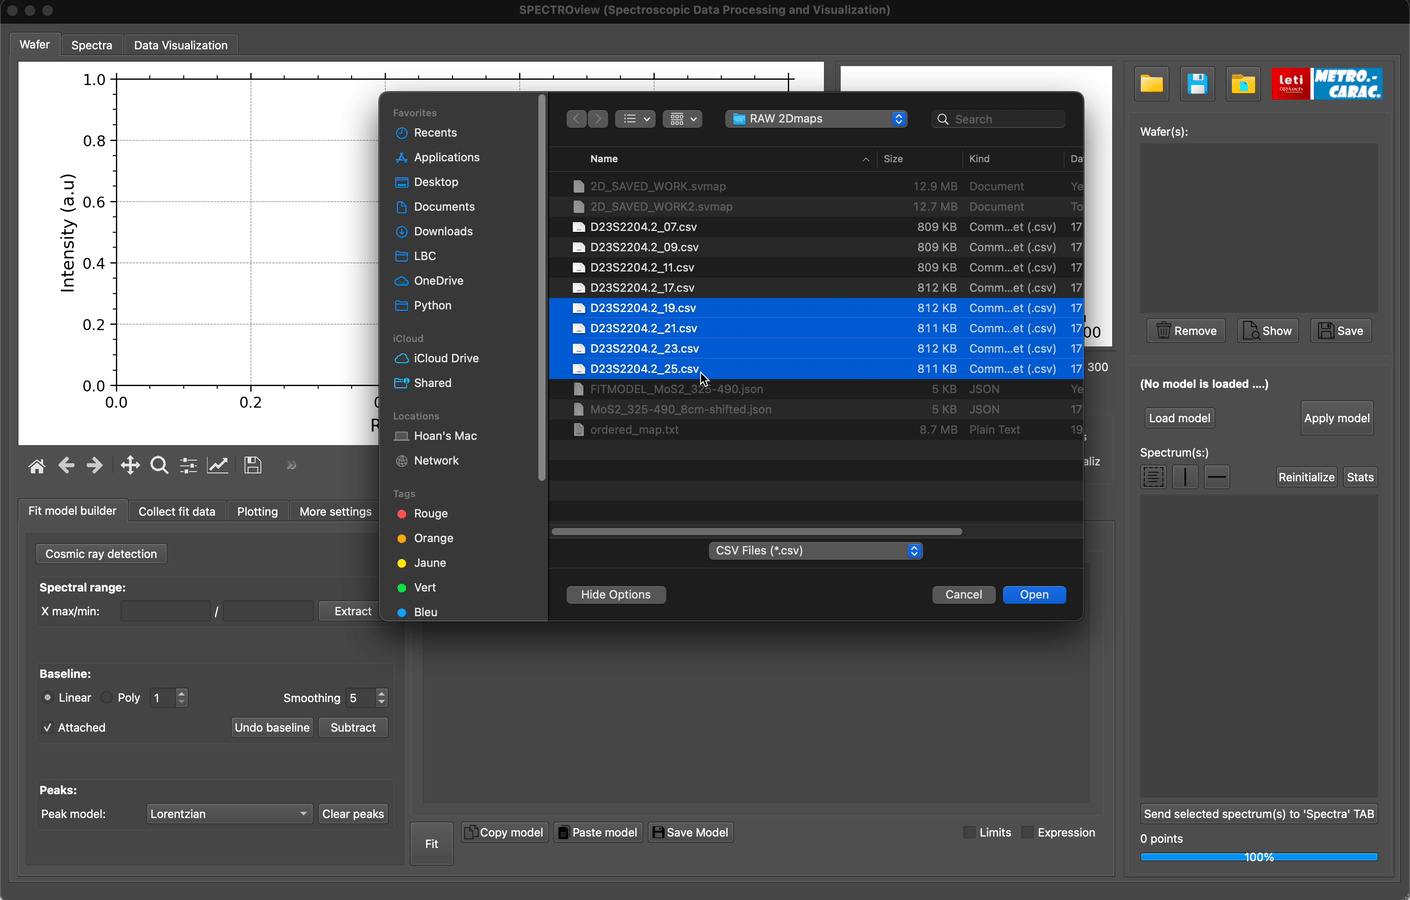 SPECTROview (Spectroscopic Data Processing and Visualization)
Wafer
Spectra
Data Visualization
1.0
0.8
0.6
0.4
0.2
0.0
Intensity (a.u)
0.0
0.2
Favorites
Recents
Applications
Desktop
Documents
Downloads
LBC
OneDrive
Python
iCloud
iCloud Drive
Shared
Locations
Hoan's Mac
Network
Tags
Rouge
Orange
Jaune
Vert
Bleu
RAW 2Dmaps
Search
Name Size Kind Da
2D_SAVED_WORK.svmap 12.9 MB Document Ye
2D_SAVED_WORK2.svmap 12.7 MB Document To
D23S2204.2_07.csv 809 KB Comm...et (.csv) 17
D23S2204.2_09.csv 809 KB Comm...et (.csv) 17
D23S2204.2_11.csv 809 KB Comm...et (.csv) 17
D23S2204.2_17.csv 812 KB Comm...et (.csv) 17
D23S2204.2_19.csv 812 KB Comm...et (.csv) 17
D23S2204.2_21.csv 811 KB Comm...et (.csv) 17
D23S2204.2_23.csv 812 KB Comm...et (.csv) 17
D23S2204.2_25.csv 811 KB Comm...et (.csv) 17
FITMODEL_MoS2_325-490.json 5 KB JSON Ye
MoS2_325-490_8cm-shifted.json 5 KB JSON 17
ordered_map.txt 8.7 MB Plain Text 19
CSV Files (*.csv)
Hide Options
Cancel
Open
00
300
aliz
Fit model builder
Collect fit data
Plotting
More settings
Cosmic ray detection
Spectral range:
X max/min: / Extract
Baseline:
Linear Poly 1 Smoothing 5
Attached Undo baseline Subtract
Peaks:
Peak model: Lorentzian Clear peaks
Fit
Copy model
Paste model
Save Model
Limits
Expression
leti
METRO.-
CARAC.
Wafer(s):
Remove
Show
Save
(No model is loaded ....)
Load model
Apply model
Spectrum(s:)
Reinitialize
Stats
Send selected spectrum(s) to 'Spectra' TAB
0 points
100%